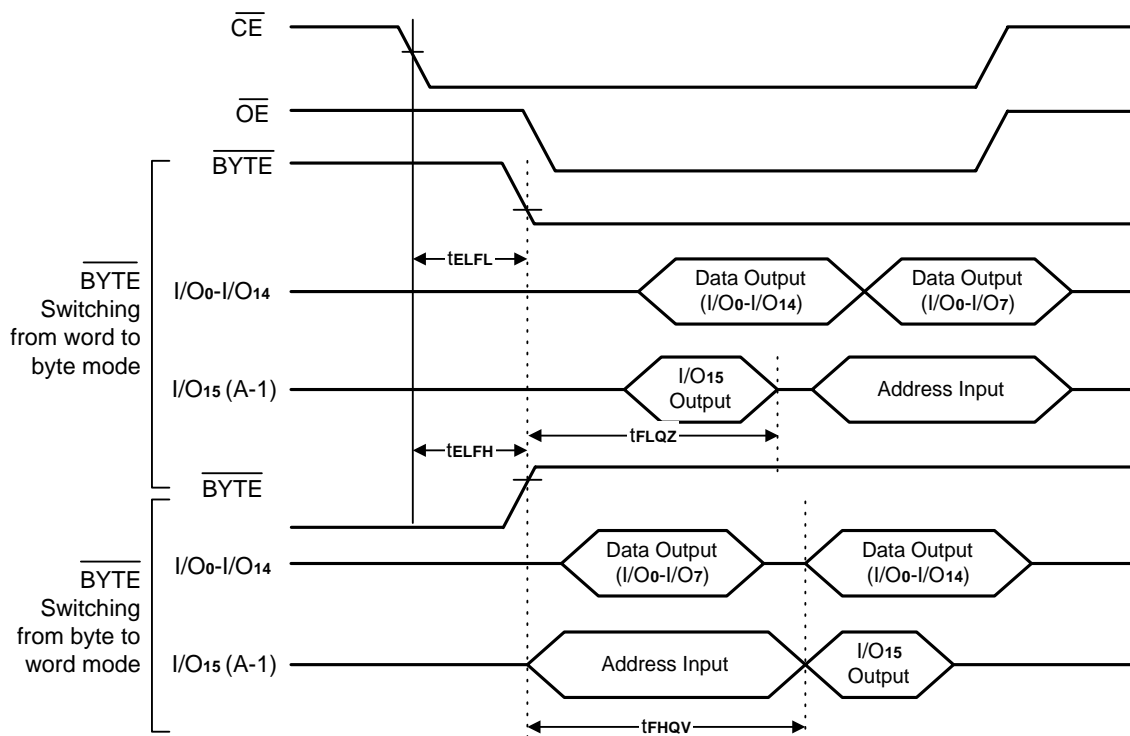 CE
OE
BYTE
tELFL
BYTE
Switching
from word to
byte mode
I/O0-I/O14
Data Output
(I/O0-I/O14)
Data Output
(I/O0-I/O7)
I/O15 (A-1)
I/O15
Output
Address Input
tELFH
tFLQZ
BYTE
BYTE
Switching
from byte to
word mode
I/O0-I/O14
Data Output
(I/O0-I/O7)
Data Output
(I/O0-I/O14)
I/O15 (A-1)
Address Input
I/O15
Output
tFHQV